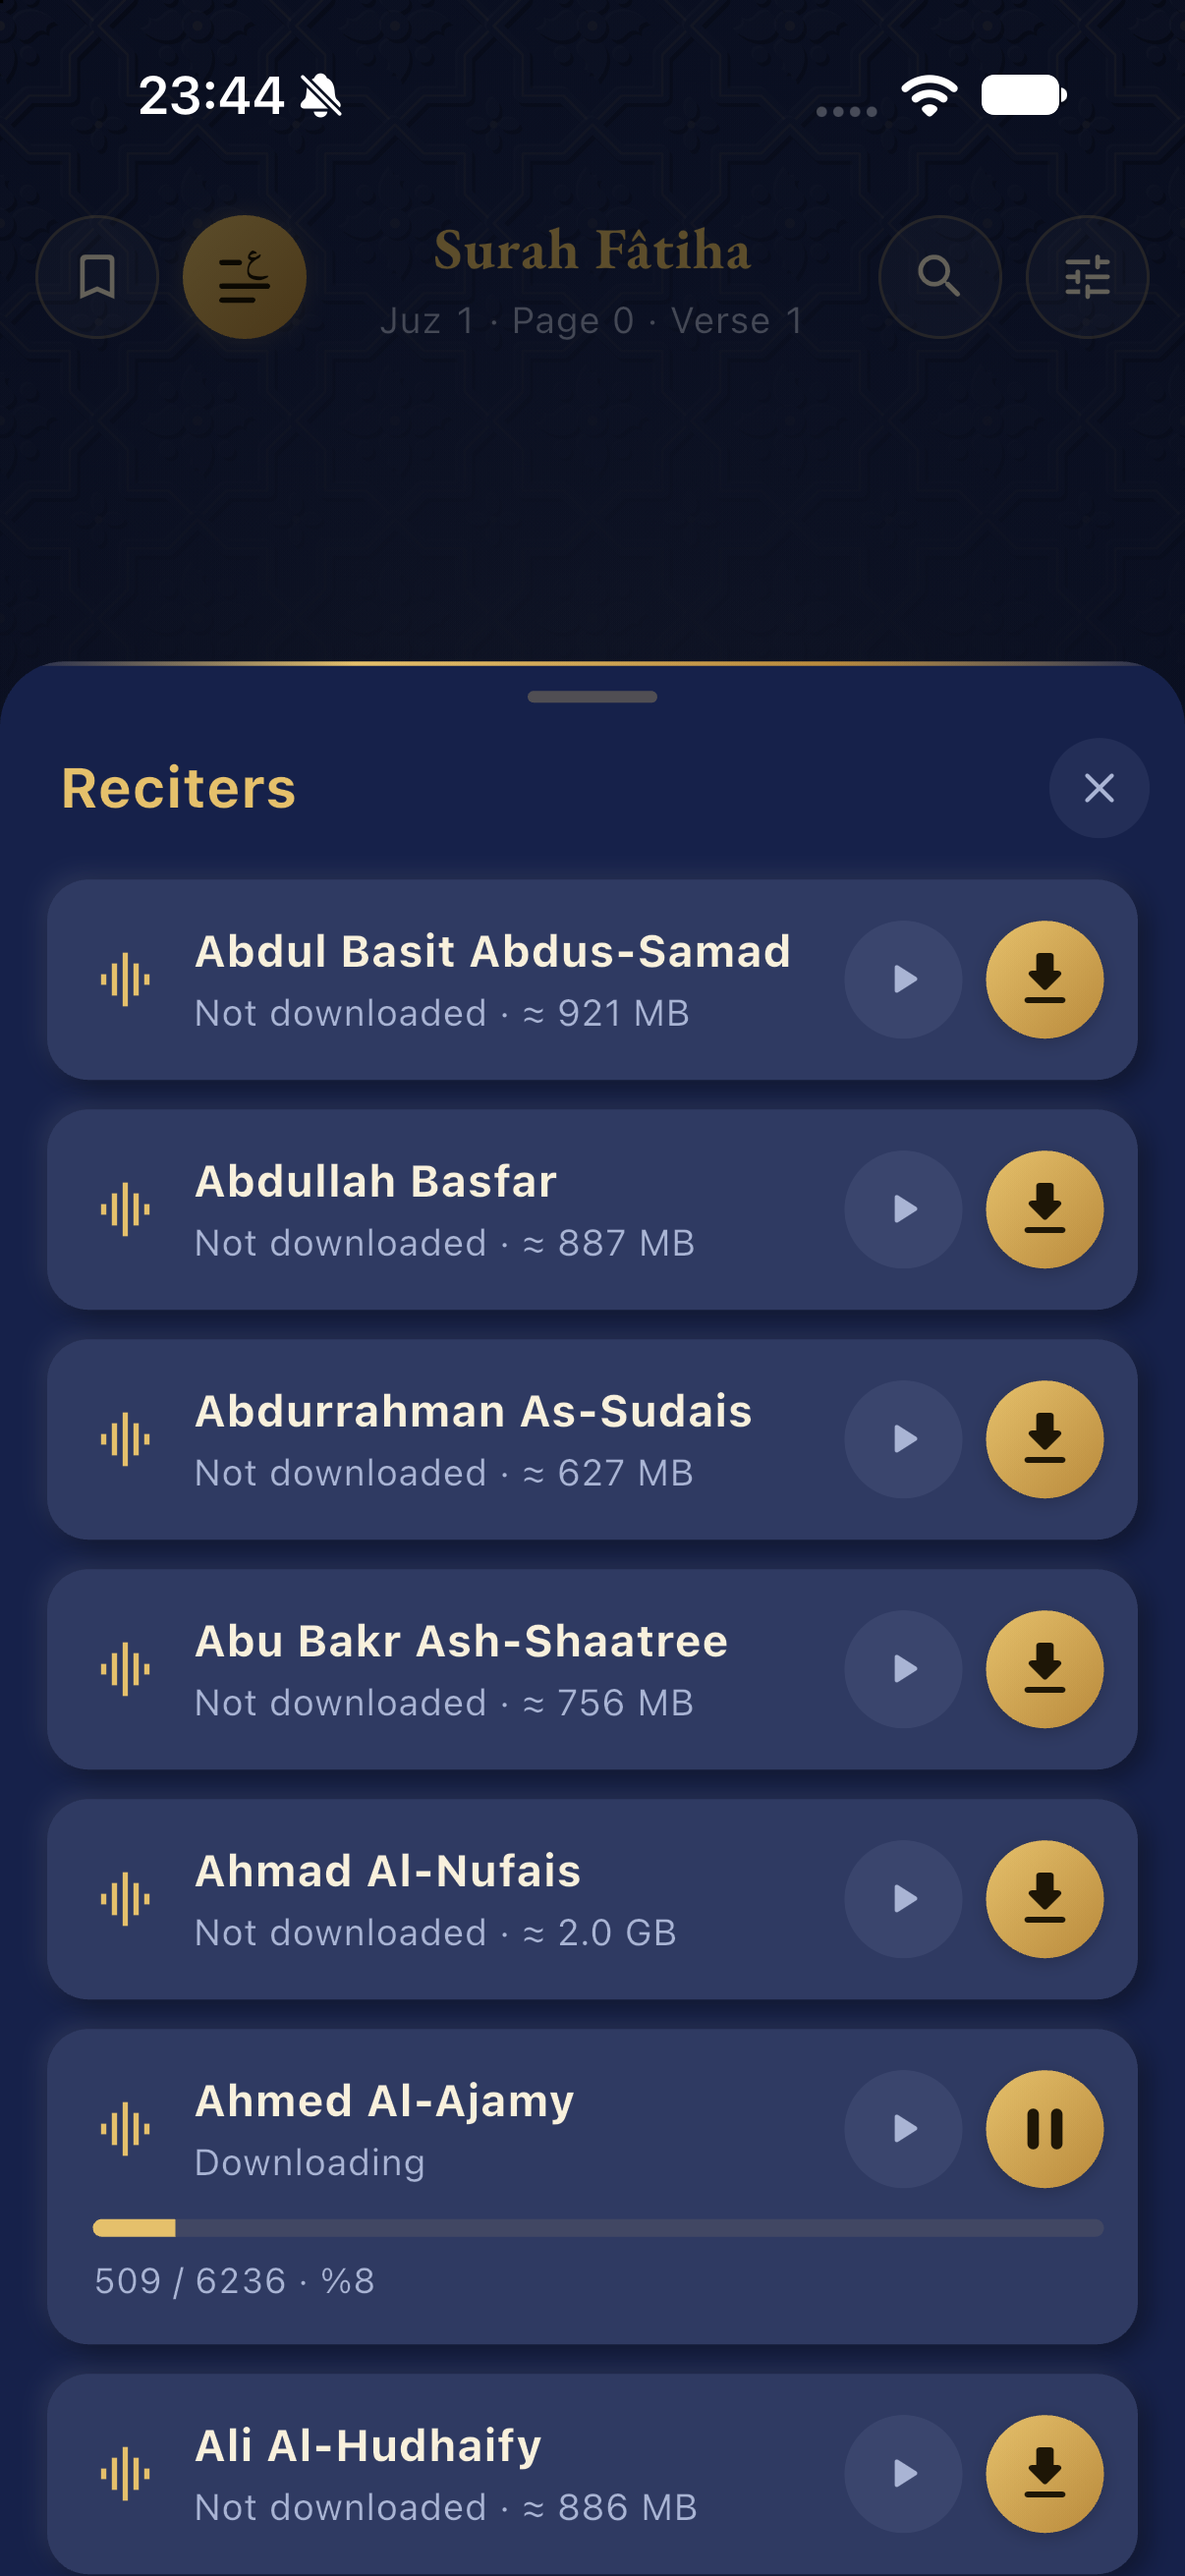 23:44
ع
Surah Fâtiha
Juz 1 · Page 0 · Verse 1
Reciters
Abdul Basit Abdus-Samad
Not downloaded · ≈ 921 MB
Abdullah Basfar
Not downloaded · ≈ 887 MB
Abdurrahman As-Sudais
Not downloaded · ≈ 627 MB
Abu Bakr Ash-Shaatree
Not downloaded · ≈ 756 MB
Ahmad Al-Nufais
Not downloaded · ≈ 2.0 GB
Ahmed Al-Ajamy
Downloading
509 / 6236 · %8
Ali Al-Hudhaify
Not downloaded · ≈ 886 MB